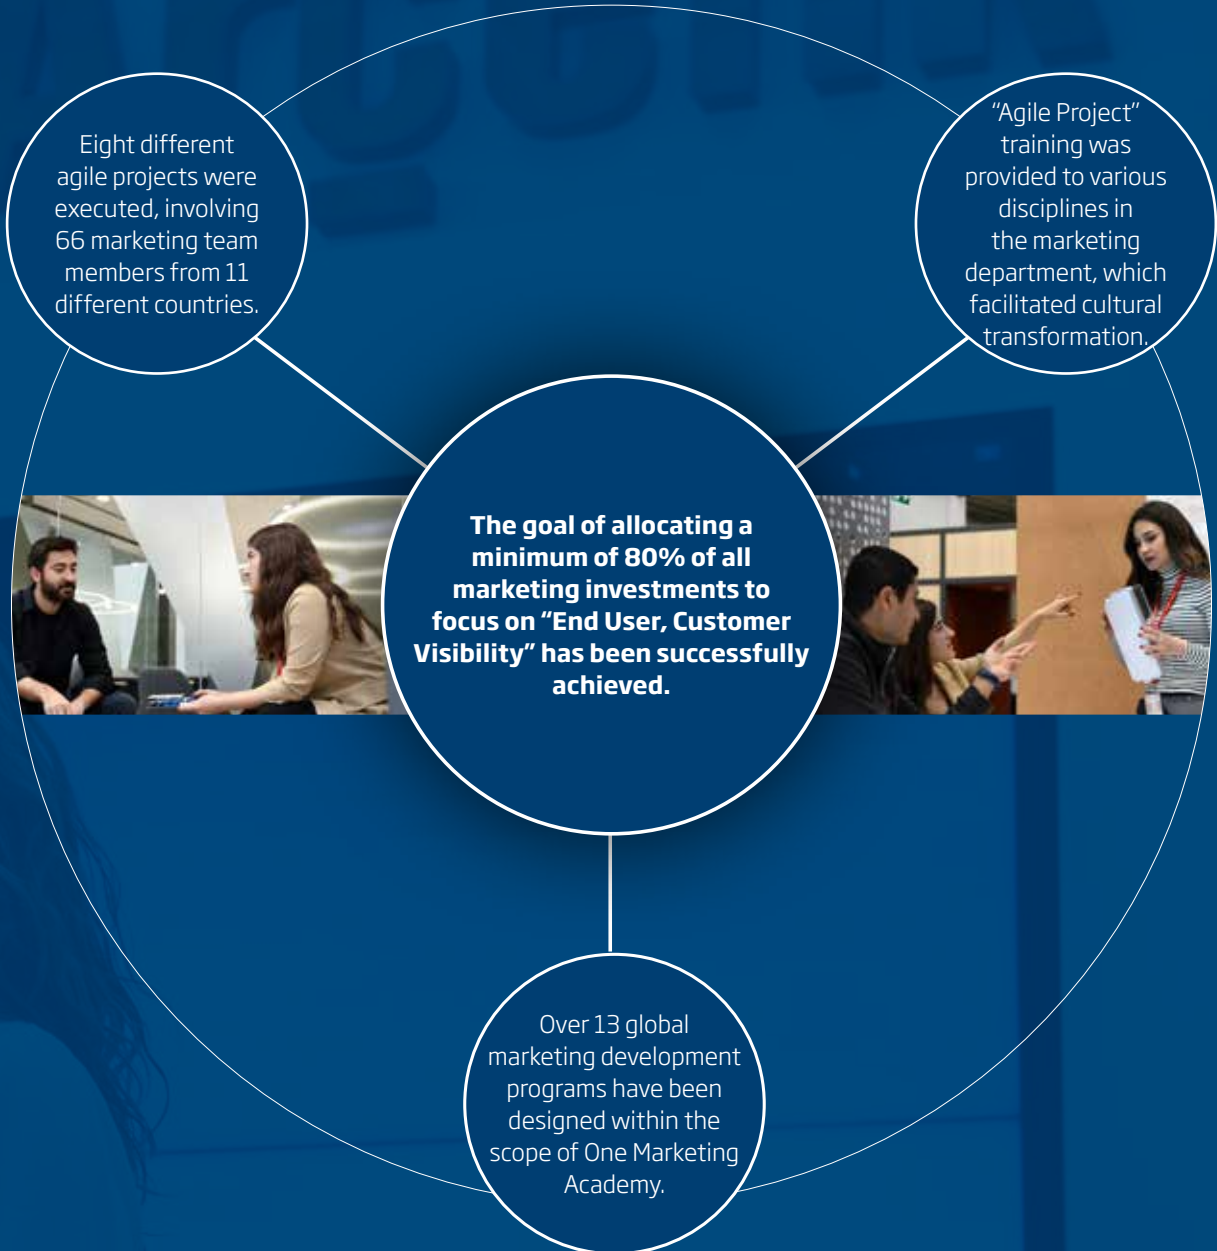 Eight different
agile projects were
executed, involving
66 marketing team
members from 11
different countries.
“Agile Project”
training was
provided to various
disciplines in
the marketing
department, which
facilitated cultural
transformation.
The goal of allocating a
minimum of 80% of all
marketing investments to
focus on “End User, Customer
Visibility” has been successfully
achieved.
Over 13 global
marketing development
programs have been
designed within the
scope of One Marketing
Academy.